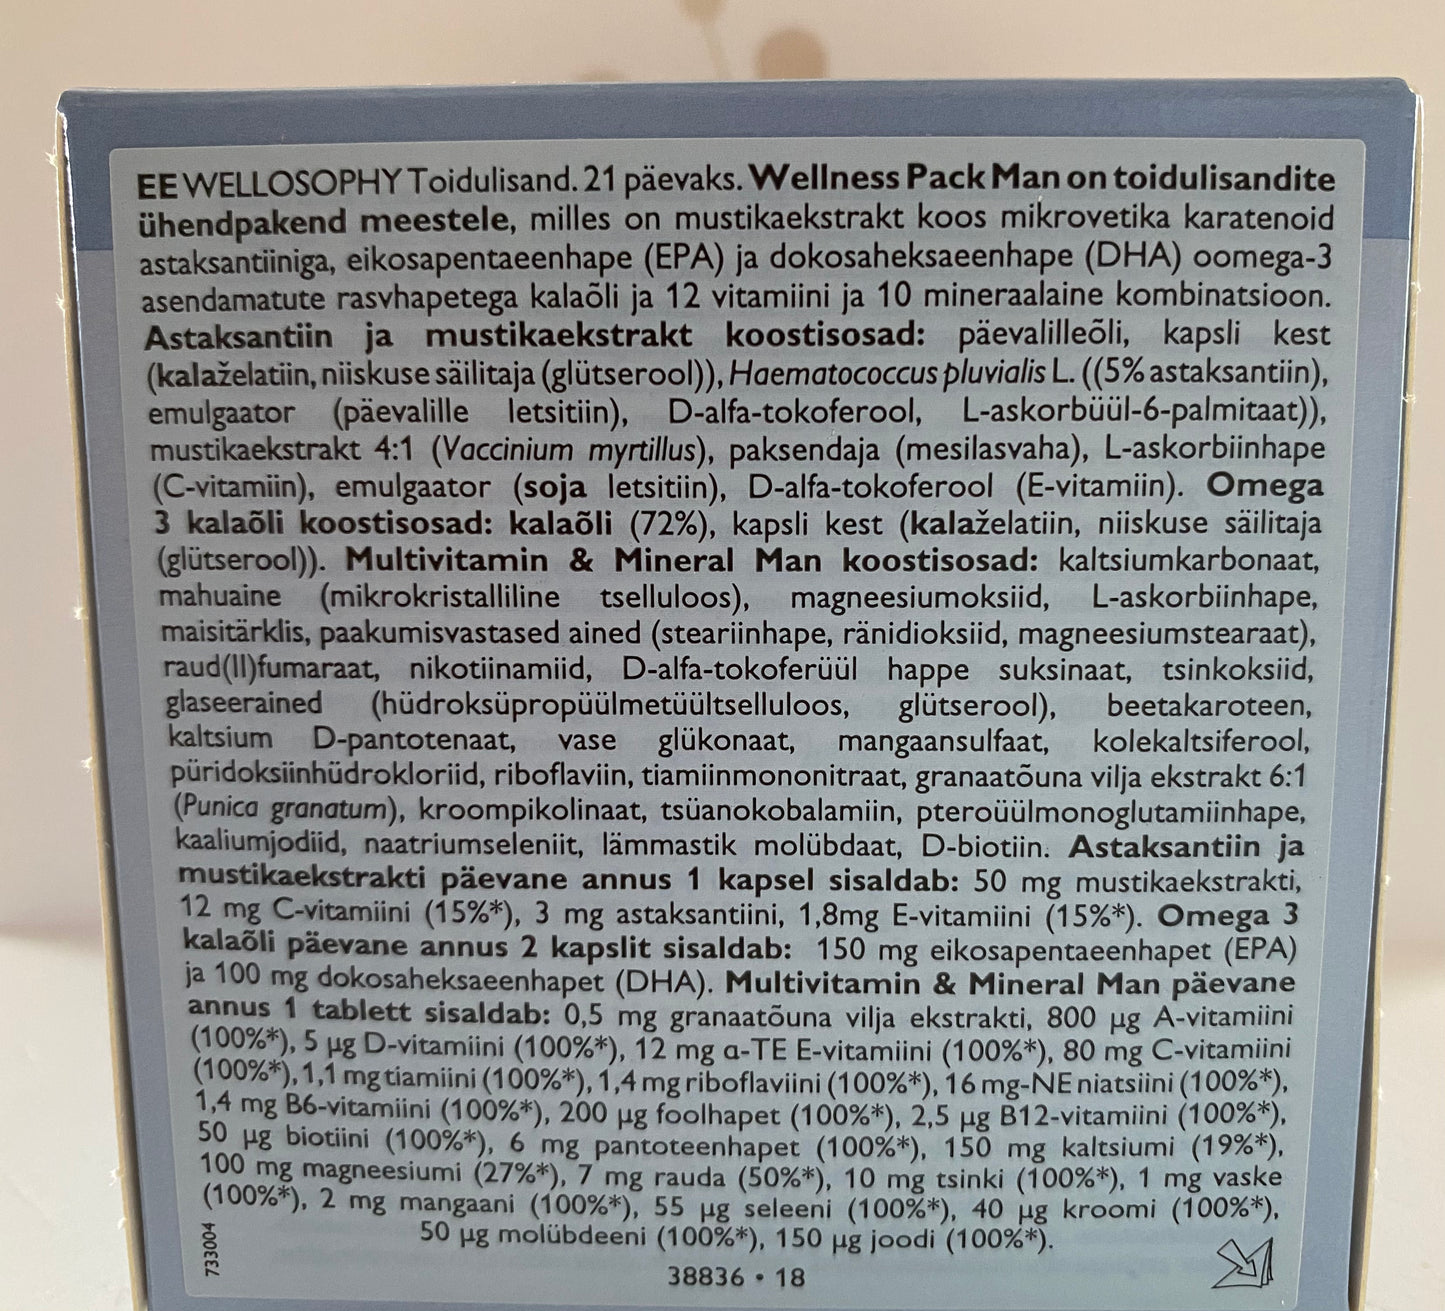 EE WELLOSOPHY Toidulisand. 21 päevaks. Wellness Pack Man on toidulisandite
ühendpakend meestele, milles on mustikaekstrakt koos mikrovetika karatenoid
astaksantiiniga, eikosapentaeenhape (EPA) ja dokosaheksaeenhape (DHA) oomega-3
asendamatute rasvhapetega kalaõli ja 12 vitamiini ja 10 mineraalaine kombinatsioon.
Astaksantiin ja mustikaekstrakt koostisosad: päevalilleõli, kapsli kest
(kalaželatiin, niiskuse säilitaja (glütserool)), Haematococcus pluvialis L. ((5% astaksantiin),
emulgaator (päevalille letsitiin), D-alfa-tokoferool, L-askorbüül-6-palmitaat)),
mustikaekstrakt 4:1 (Vaccinium myrtillus), paksendaja (mesilasvaha), L-askorbiinhape
(C-vitamiin), emulgaator (soja letsitiin), D-alfa-tokoferool (E-vitamiin). Omega
3 kalaõli koostisosad: kalaõli (72%), kapsli kest (kalaželatiin, niiskuse säilitaja
(glütserool)). Multivitamin & Mineral Man koostisosad: kaltsiumkarbonaat,
mahuaine (mikrokristalliline tselluloos), magneesiumoksiid, L-askorbiinhape,
maisitärklis, paakumisvastased ained (steariinhape, ränidioksiid, magneesiumstearaat),
raud(II)fumaraat, nikotiinamiid, D-alfa-tokoferüül happe suksinaat, tsinkoksiid,
glaseerained (hüdroksüpropüülmetüültselluloos, glütserool), beetakaroteen,
kaltsium D-pantotenaat, vase glükonaat, mangaansulfaat, kolekaltsiferool,
püridoksiinhüdrokloriid, riboflaviin, tiamiinmononitraat, granaatõuna vilja ekstrakt 6:1
(Punica granatum), kroompikolinaat, tsüanokobalamiin, pteroüülmonoglutamiinhape,
kaaliumjodiid, naatriumseleniit, lämmastik molübdaat, D-biotiin. Astaksantiin ja
mustikaekstrakti päevane annus 1 kapsel sisaldab: 50 mg mustikaekstrakti,
12 mg C-vitamiini (15%*), 3 mg astaksantiini, 1,8mg E-vitamiini (15%*). Omega 3
kalaõli päevane annus 2 kapslit sisaldab: 150 mg eikosapentaeenhapet (EPA)
ja 100 mg dokosaheksaeenhapet (DHA). Multivitamin & Mineral Man päevane
annus 1 tablett sisaldab: 0,5 mg granaatõuna vilja ekstrakti, 800 µg A-vitamiini
(100%*), 5 µg D-vitamiini (100%*), 12 mg α-TE E-vitamiini (100%*), 80 mg C-vitamiini
(100%*), 1,1 mg tiamiini (100%*), 1,4 mg riboflaviini (100%*), 16 mg-NE niatsiini (100%*),
1,4 mg B6-vitamiini (100%*), 200 µg foolhapet (100%*), 2,5 µg B12-vitamiini (100%*),
50 µg biotiini (100%*), 6 mg pantoteenhapet (100%*), 150 mg kaltsiumi (19%*),
100 mg magneesiumi (27%*), 7 mg rauda (50%*), 10 mg tsinki (100%*), 1 mg vaske
(100%*), 2 mg mangaani (100%*), 55 µg seleeni (100%*), 40 µg kroomi (100%*),
50 µg molübdeeni (100%*), 150 µg joodi (100%*).
733004
38836 • 18